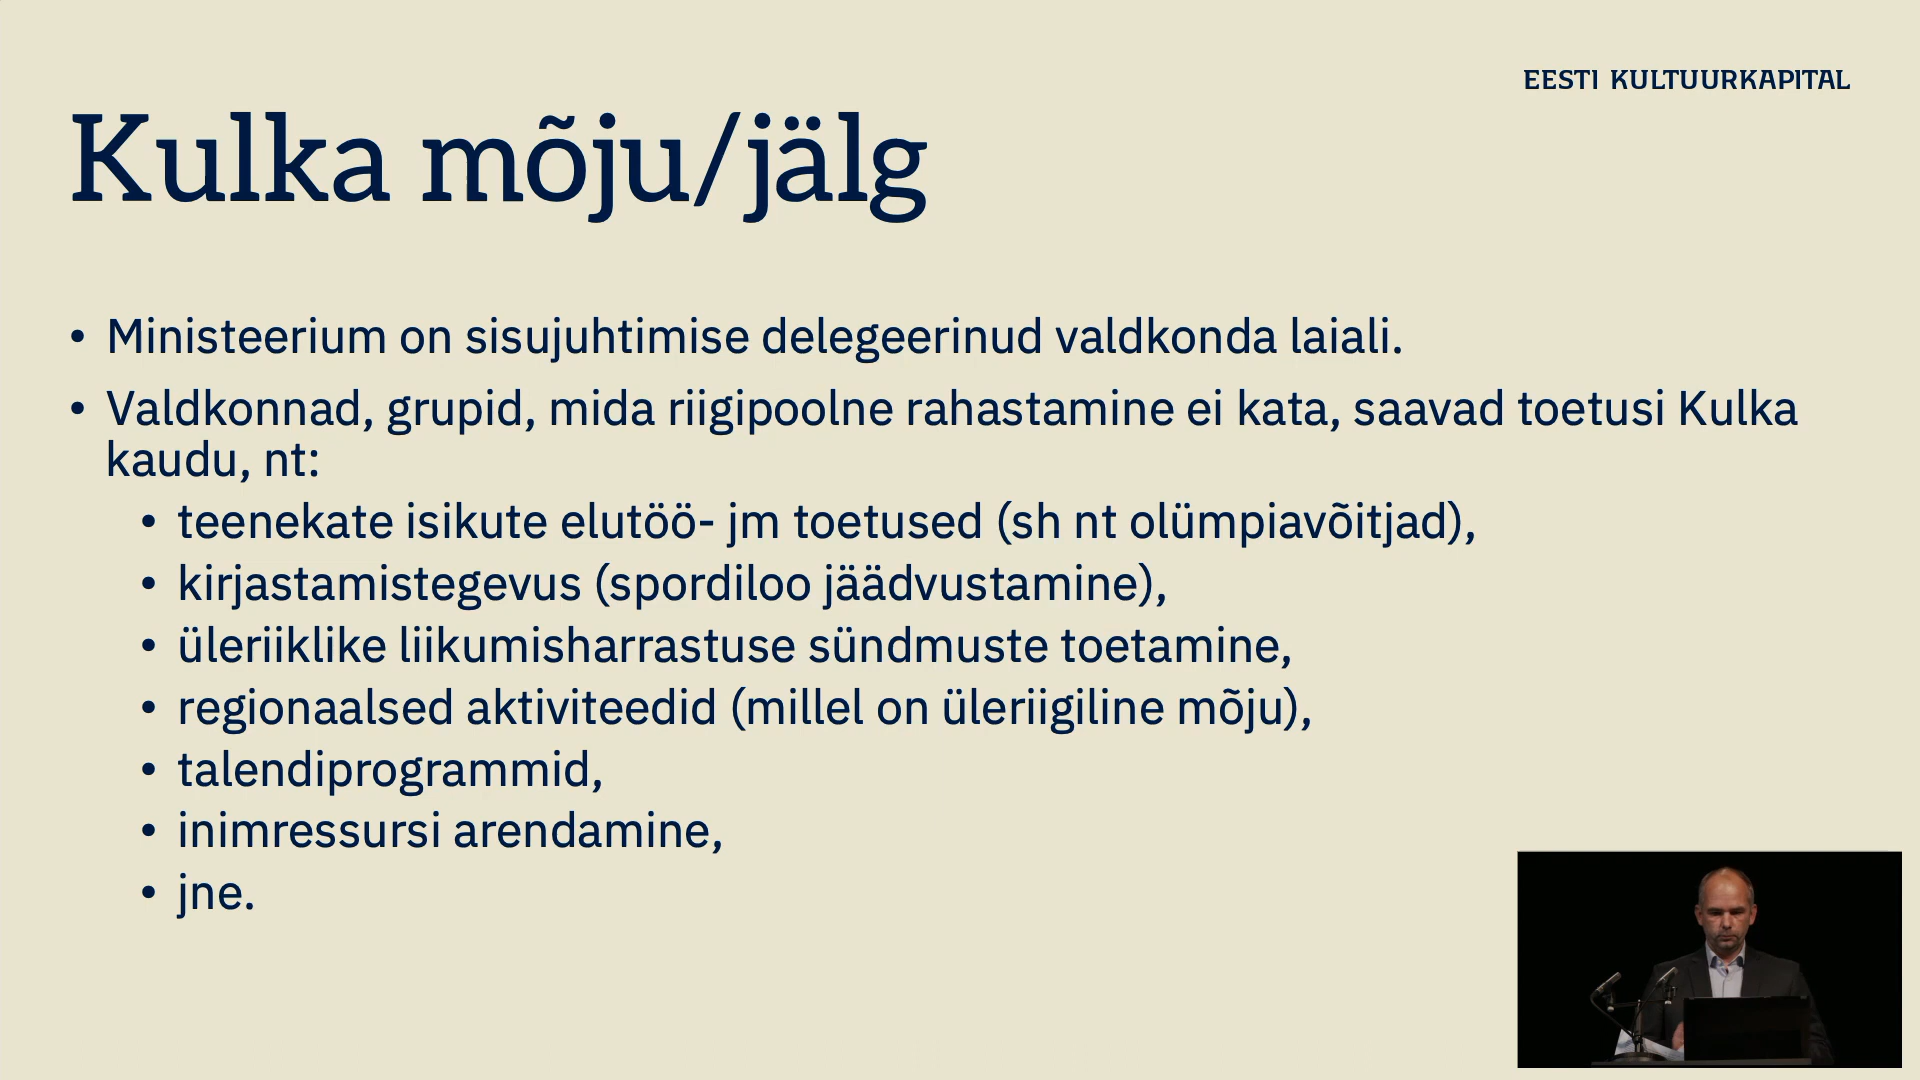 EESTI KULTUURKAPITAL
Kulka mõju/jälg
• Ministeerium on sisujuhtimise delegeerinud valdkonda laiali.
• Valdkonnad, grupid, mida riigipoolne rahastamine ei kata, saavad toetusi Kulka
kaudu, nt:
• teenekate isikute elutöö- jm toetused (sh nt olümpiavõitjad),
• kirjastamistegevus (spordiloo jäädvustamine),
• üleriiklike liikumisharrastuse sündmuste toetamine,
• regionaalsed aktiviteedid (millel on üleriigiline mõju),
• talendiprogrammid,
• inimressursi arendamine,
• jne.